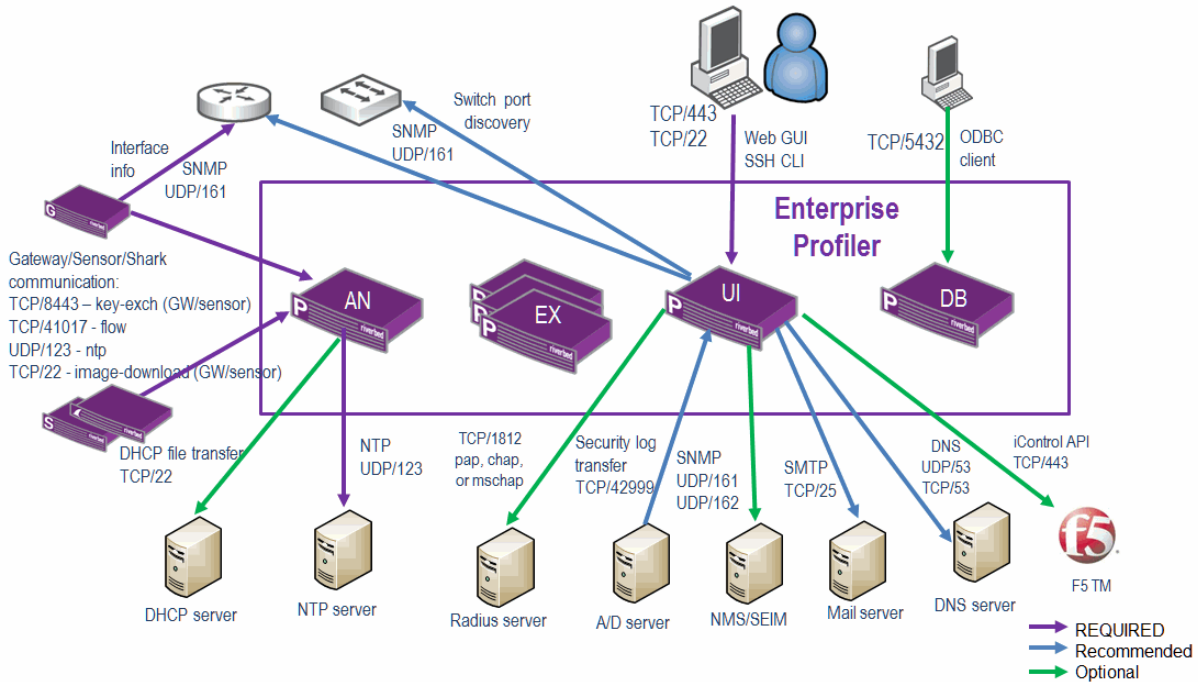 TCP/443
TCP/22
Web GUI
SSH CLI
TCP/5432
ODBC
client
Switch port
discovery
SNMP
UDP/161
Interface
info
SNMP
UDP/161
G
riverbed
Enterprise
Profiler
Gateway/Sensor/Shark
communication:
TCP/8443 – key-exch (GW/sensor)
TCP/41017 - flow
UDP/123 - ntp
TCP/22 - image-download (GW/sensor)
AN
P
riverbed
EX
P
P
P
riverbed
UI
P
riverbed
DB
P
riverbed
S
DHCP file transfer
TCP/22
NTP
UDP/123
TCP/1812
pap, chap,
or mschap
Security log
transfer
TCP/42999
SNMP
UDP/161
UDP/162
SMTP
TCP/25
DNS
UDP/53
TCP/53
iControl API
TCP/443
f5
DHCP server
NTP server
Radius server
A/D server
NMS/SEIM
Mail server
DNS server
F5 TM
REQUIRED
Recommended
Optional